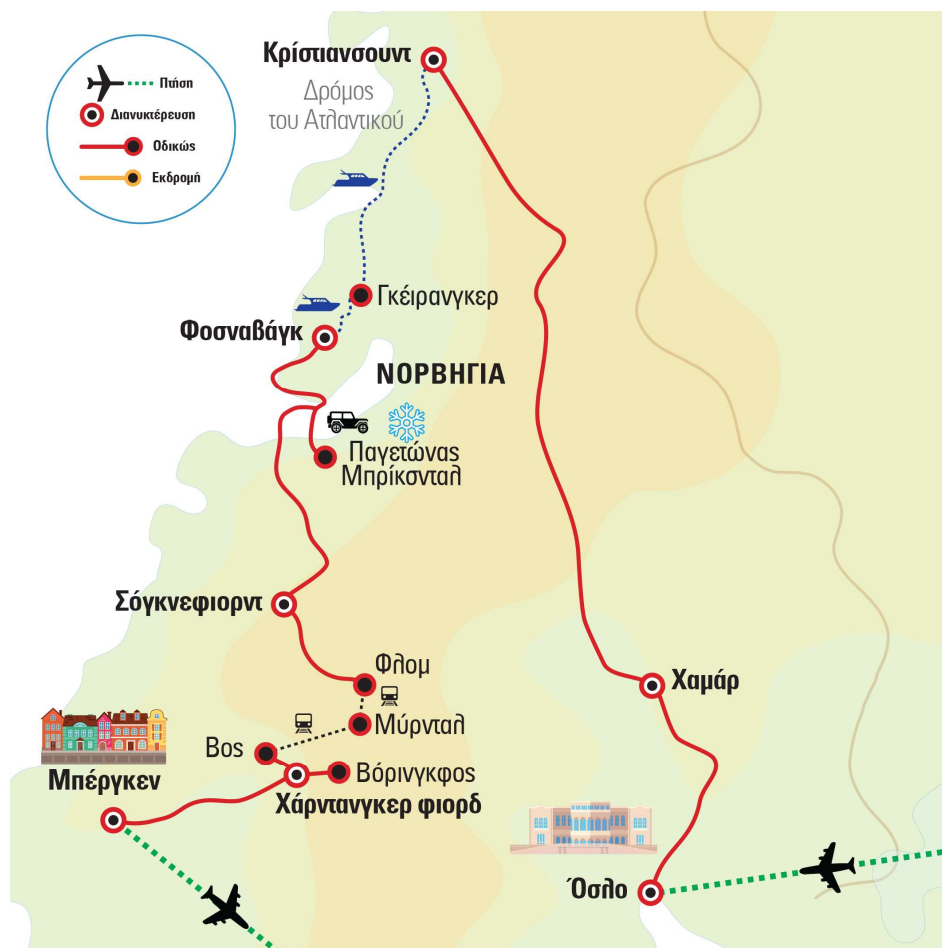 Πτήση
Διανυκτέρευση
Οδικώς
Εκδρομή
Κρίστιανσουντ
Δρόμος
του Ατλαντικού
Γκέιρανγκερ
Φοσναβάγκ
ΝΟΡΒΗΓΙΑ
Παγετώνας
Μπρίκσνταλ
Σόγκνεφιορντ
Φλομ
Χαμάρ
Μύρνταλ
Βος
Βόρινγκφος
Μπέργκεν
Χάρντανγκερ φιορδ
Όσλο